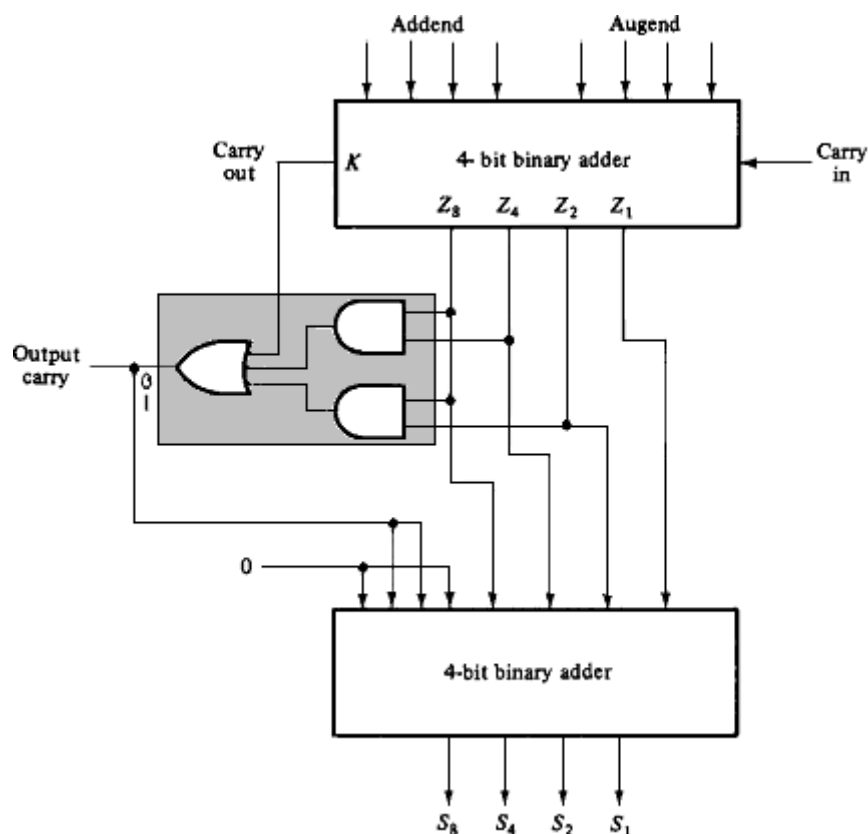 Addend
Augend
Carry
out
K
4- bit binary adder
Carry
in
Z₈ Z₄ Z₂ Z₁
Output
carry
0
1
0
4-bit binary adder
S₈ S₄ S₂ S₁